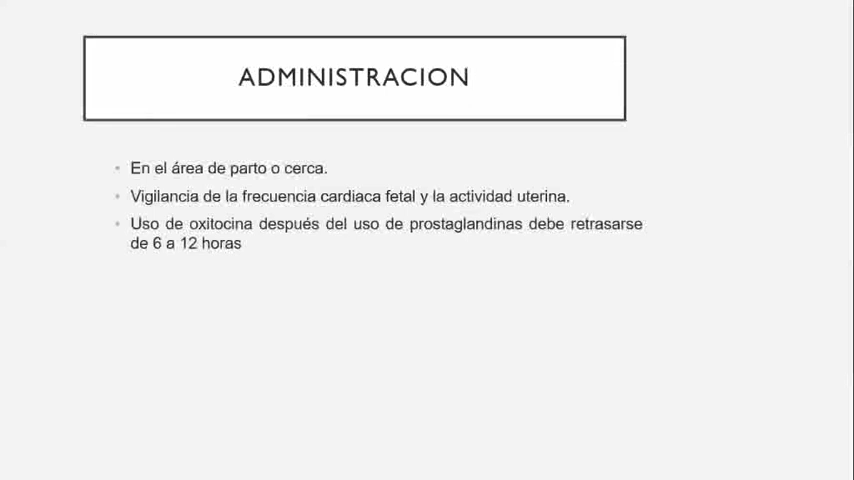 ADMINISTRACION
• En el área de parto o cerca.
• Vigilancia de la frecuencia cardiaca fetal y la actividad uterina.
• Uso de oxitocina después del uso de prostaglandinas debe retrasarse
de 6 a 12 horas